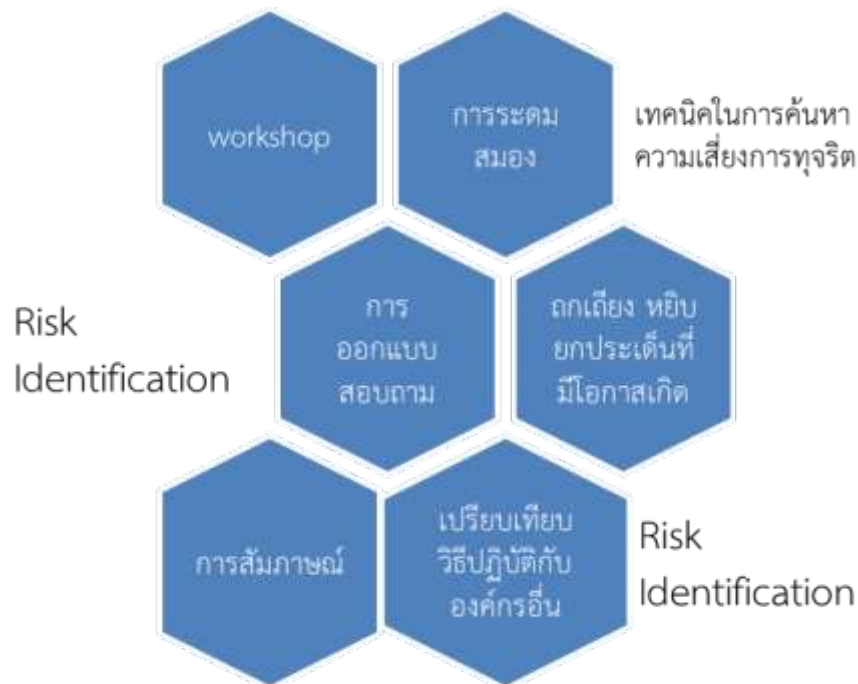 workshop
การระดม
สมอง
เทคนิคในการค้นหา
ความเสี่ยงการทุจริต
Risk
Identification
การ
ออกแบบ
สอบถาม
ถกเถียง หยิบ
ยกประเด็นที่
มีโอกาสเกิด
การสัมภาษณ์
เปรียบเทียบ
วิธีปฏิบัติกับ
องค์กรอื่น
Risk
Identification